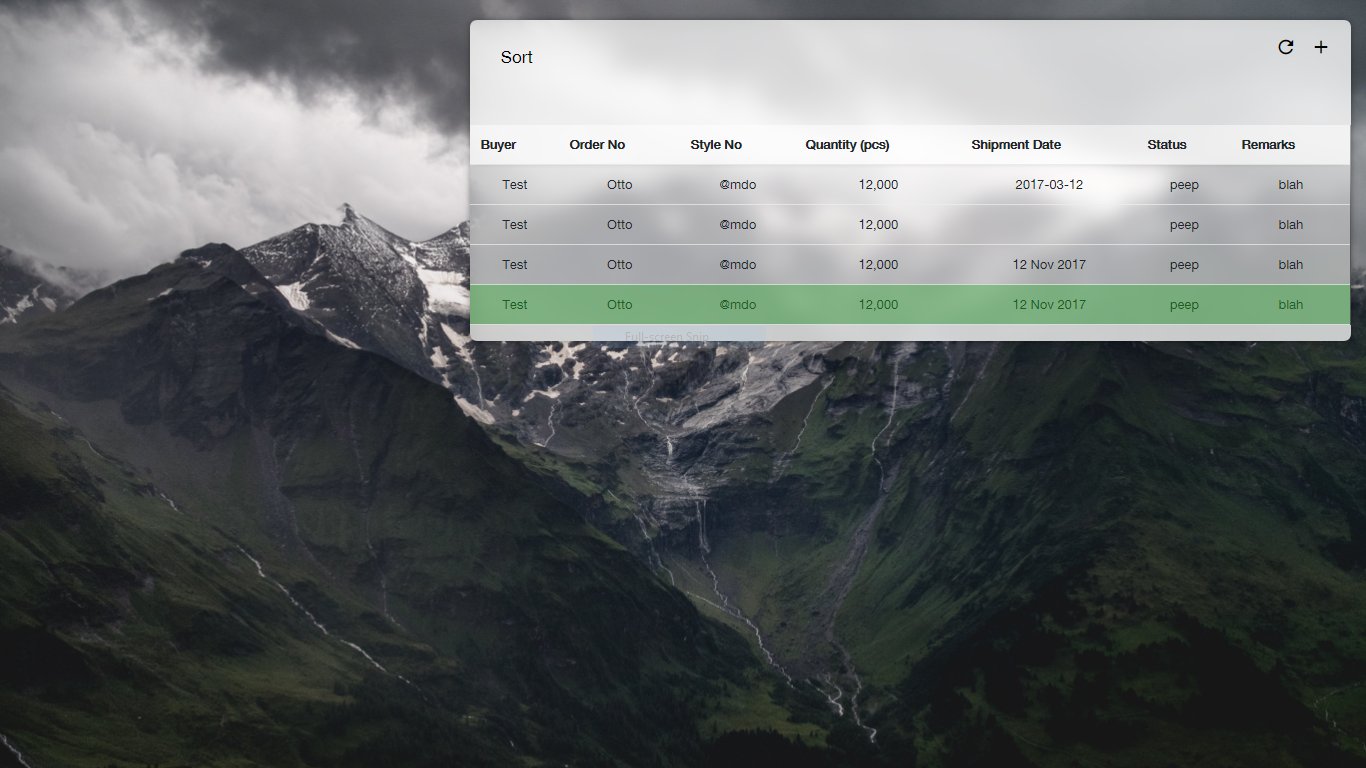 Sort
Buyer Order No Style No Quantity (pcs) Shipment Date Status Remarks
Test Otto @mdo 12,000 2017-03-12 peep blah
Test Otto @mdo 12,000 peep blah
Test Otto @mdo 12,000 12 Nov 2017 peep blah
Test Otto @mdo 12,000 12 Nov 2017 peep blah
Full-screen Snip